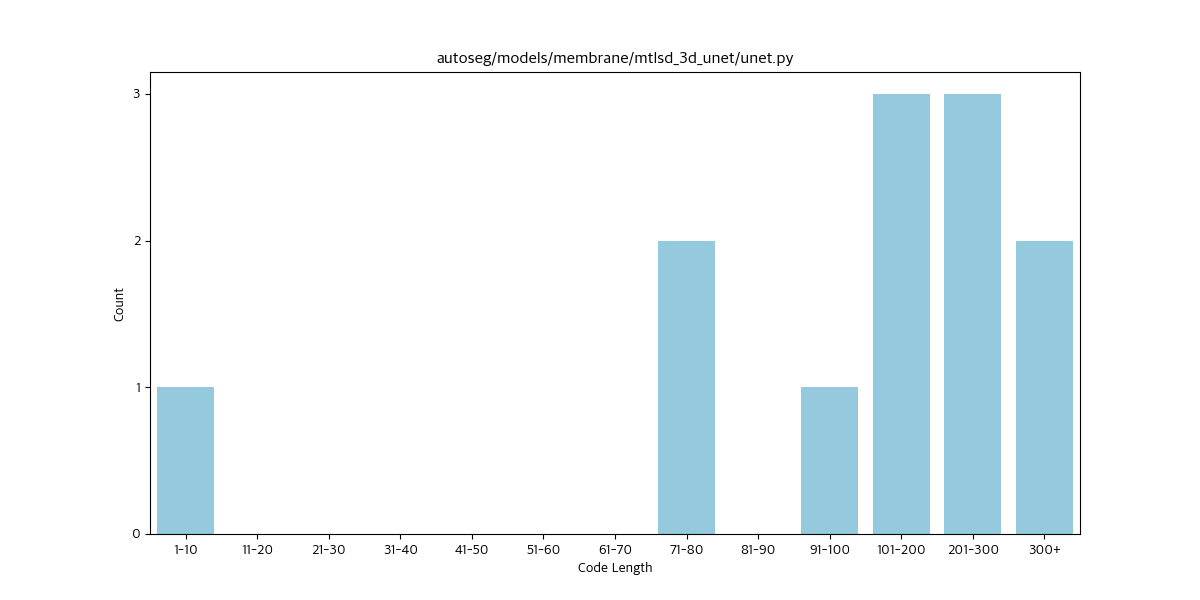 autoseg/models/membrane/mtlsd_3d_unet/unet.py
Count
3
2
1
0
1-10 11-20 21-30 31-40 41-50 51-60 61-70 71-80 81-90 91-100 101-200 201-300 300+
Code Length